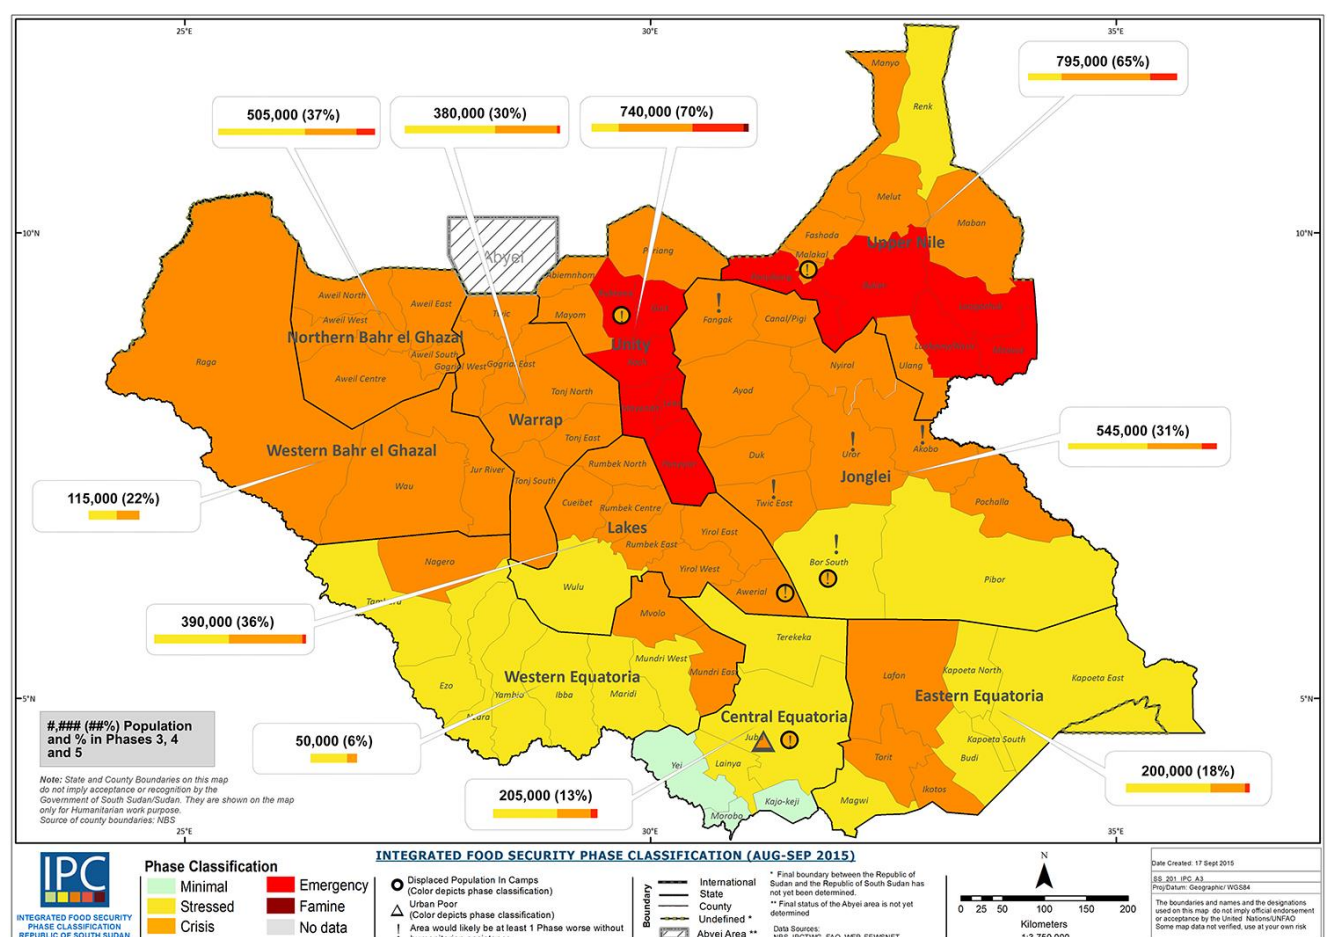 25°E
30°E
35°E
795,000 (65%)
505,000 (37%)
380,000 (30%)
740,000 (70%)
Manyo
Renk
Melut
Maban
10°N
10°N
Fashoda
Upper Nile
Malakal
Abyei
Pariang
Abiemnhom
Aweil North
Aweil East
Twic
Mayom
Fangak
Canal/Pigi
Aweil West
Northern Bahr el Ghazal
Unity
Aweil South
Gogrial West
Gogrial East
Raga
Aweil Centre
Nyirol
Ulang
Tonj North
Ayod
Warrap
Tonj East
545,000 (31%)
Western Bahr el Ghazal
Uror
Akobo
Jur River
Rumbek North
Duk
Jonglei
Wau
Tonj South
115,000 (22%)
Cueibet
Rumbek Centre
Twic East
Pochalla
Lakes
Yirol East
Rumbek East
Nagero
Bor South
Yirol West
Pibor
Wulu
Awerial
Mvolo
390,000 (36%)
Terekeka
Mundri West
Mundri East
Lafon
Kapoeta North
Kapoeta East
Western Equatoria
Ezo
Yambio
Ibba
Maridi
Eastern Equatoria
5°N
5°N
Central Equatoria
#,### (##%) Population
and % in Phases 3, 4
and 5
50,000 (6%)
Kapoeta South
Torit
Budi
Yei
Lainya
200,000 (18%)
Note: State and County Boundaries on this map
do not imply acceptance or recognition by the
Government of South Sudan/Sudan. They are shown on the map
only for Humanitarian work purpose.
Source of county boundaries: NBS
205,000 (13%)
Kajo-keji
Magwi
Ikotos
Morobo
25°E
30°E
35°E
IPC
INTEGRATED FOOD SECURITY
PHASE CLASSIFICATION
REPUBLIC OF SOUTH SUDAN
Phase Classification
Minimal
Stressed
Crisis
Emergency
Famine
No data
INTEGRATED FOOD SECURITY PHASE CLASSIFICATION (AUG-SEP 2015)
Displaced Population In Camps
(Color depicts phase classification)
Urban Poor
(Color depicts phase classification)
Area would likely be at least 1 Phase worse without
Boundary
International
State
County
Undefined *
Abyei Area **
* Final boundary between the Republic of
Sudan and the Republic of South Sudan has
not yet been determined.
** Final status of the Abyei area is not yet
determined
Data Sources:
N
0 25 50 100 150 200
Kilometers
1:3,750,000
Date Created: 17 Sept 2015
SS_201_IPC_A3
Proj/Datum: Geographic/ WGS84
The boundaries and names and the designations
used on this map do not imply official endorsement
or acceptance by the United Nations/UNFAO
Some map data not verified, use at your own risk